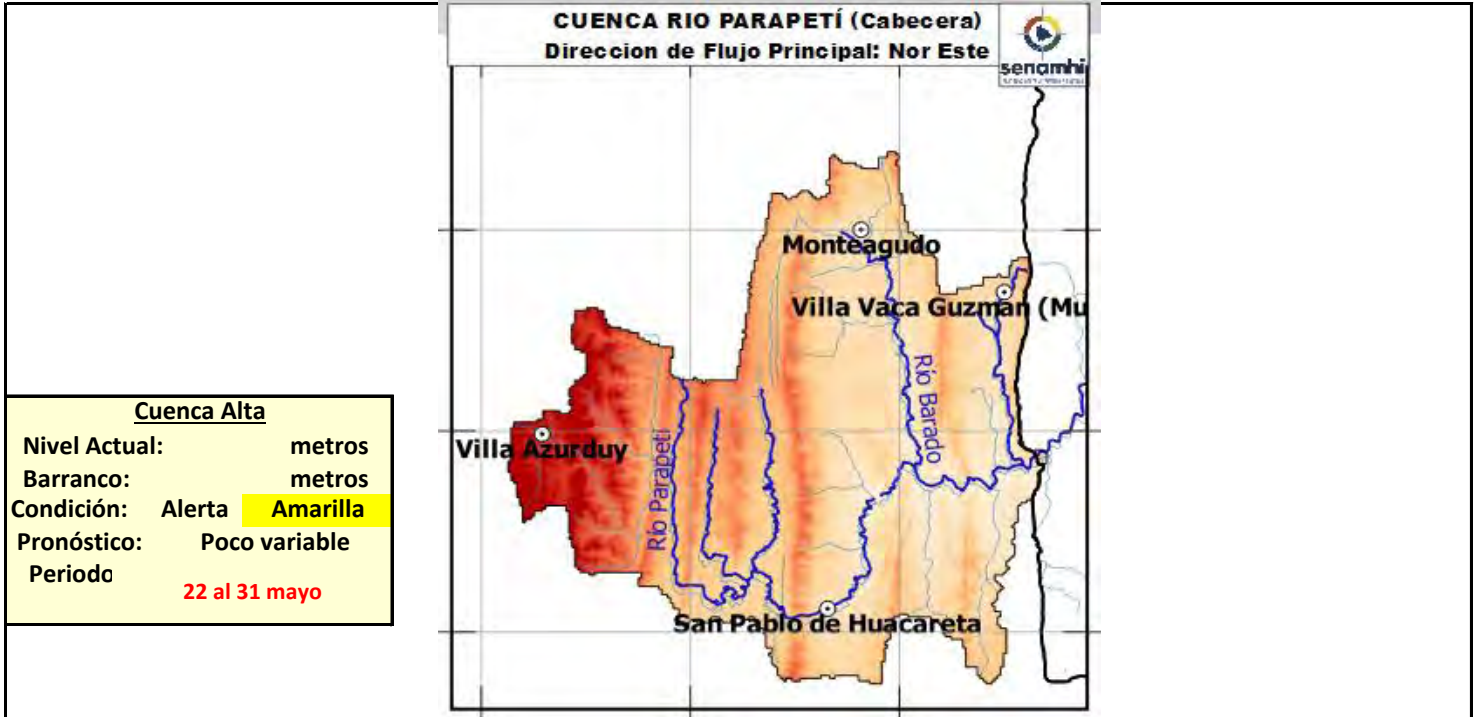 CUENCA RIO PARAPETÍ (Cabecera)
Direccion de Flujo Principal: Nor Este
senamhi
Monteagudo
Villa Vaca Guzmán (Mu
Río Barado
Villa Azurduy
Río Parapetí
San Pablo de Huacareta
Cuenca Alta
Nivel Actual: metros
Barranco: metros
Condición: Alerta Amarilla
Pronóstico: Poco variable
Periodo
22 al 31 mayo